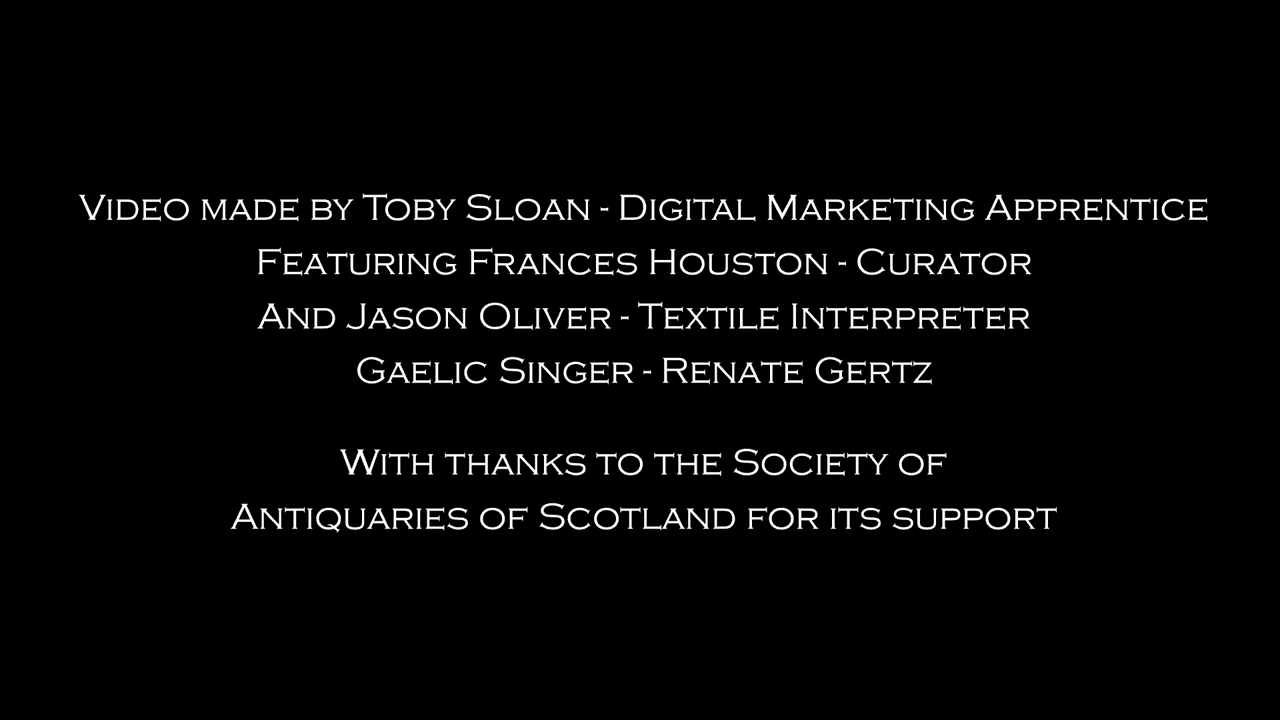 Video made by Toby Sloan - Digital Marketing Apprentice
Featuring Frances Houston - Curator
And Jason Oliver - Textile Interpreter
Gaelic Singer - Renate Gertz
With thanks to the Society of
Antiquaries of Scotland for its support